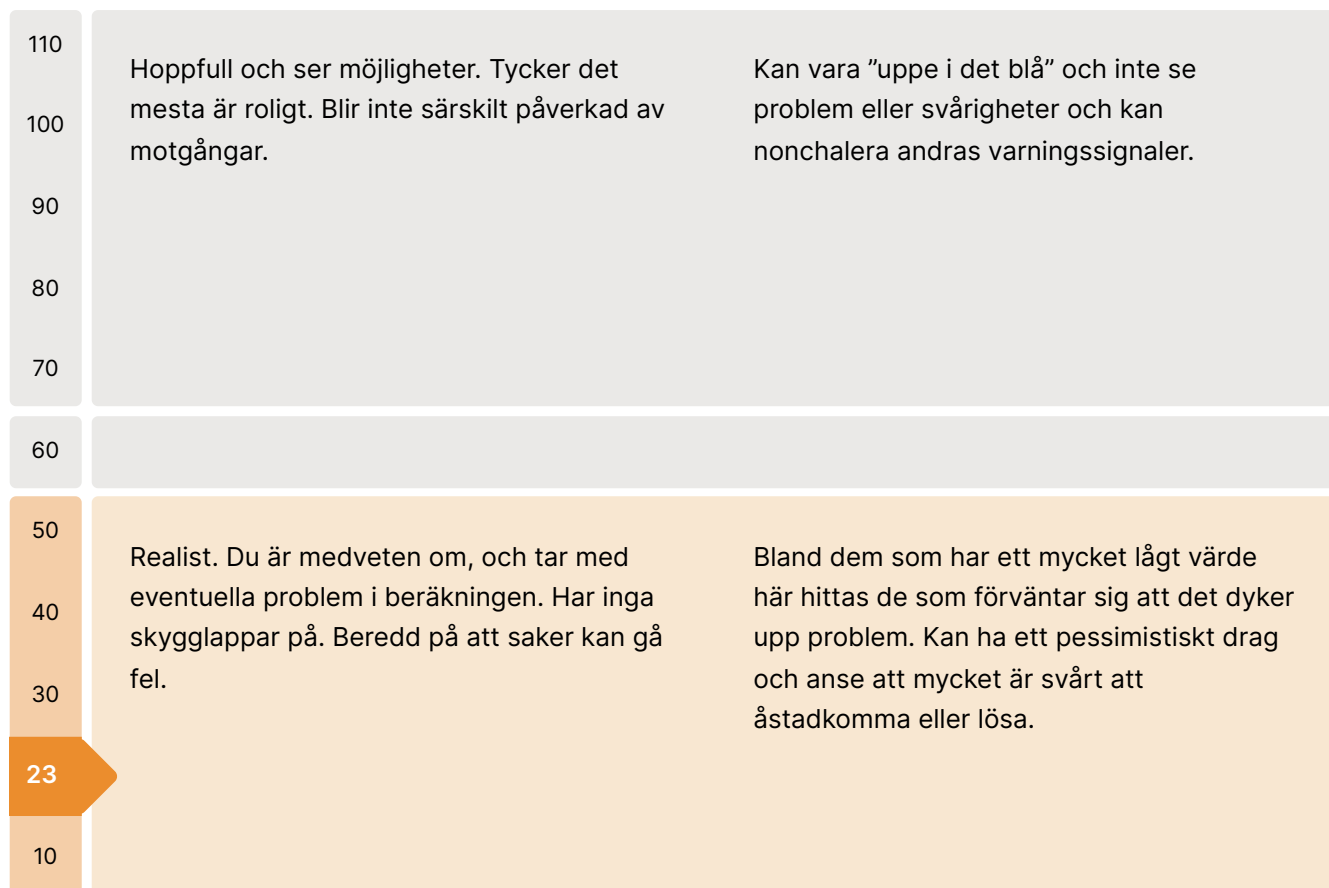 110
Hoppfull och ser möjligheter. Tycker det
mesta är roligt. Blir inte särskilt påverkad av
motgångar.
Kan vara ”uppe i det blå” och inte se
problem eller svårigheter och kan
nonchalera andras varningssignaler.
100
90
80
70
60
50
Realist. Du är medveten om, och tar med
eventuella problem i beräkningen. Har inga
skygglappar på. Beredd på att saker kan gå
fel.
Bland dem som har ett mycket lågt värde
här hittas de som förväntar sig att det dyker
upp problem. Kan ha ett pessimistiskt drag
och anse att mycket är svårt att
åstadkomma eller lösa.
40
30
23
10